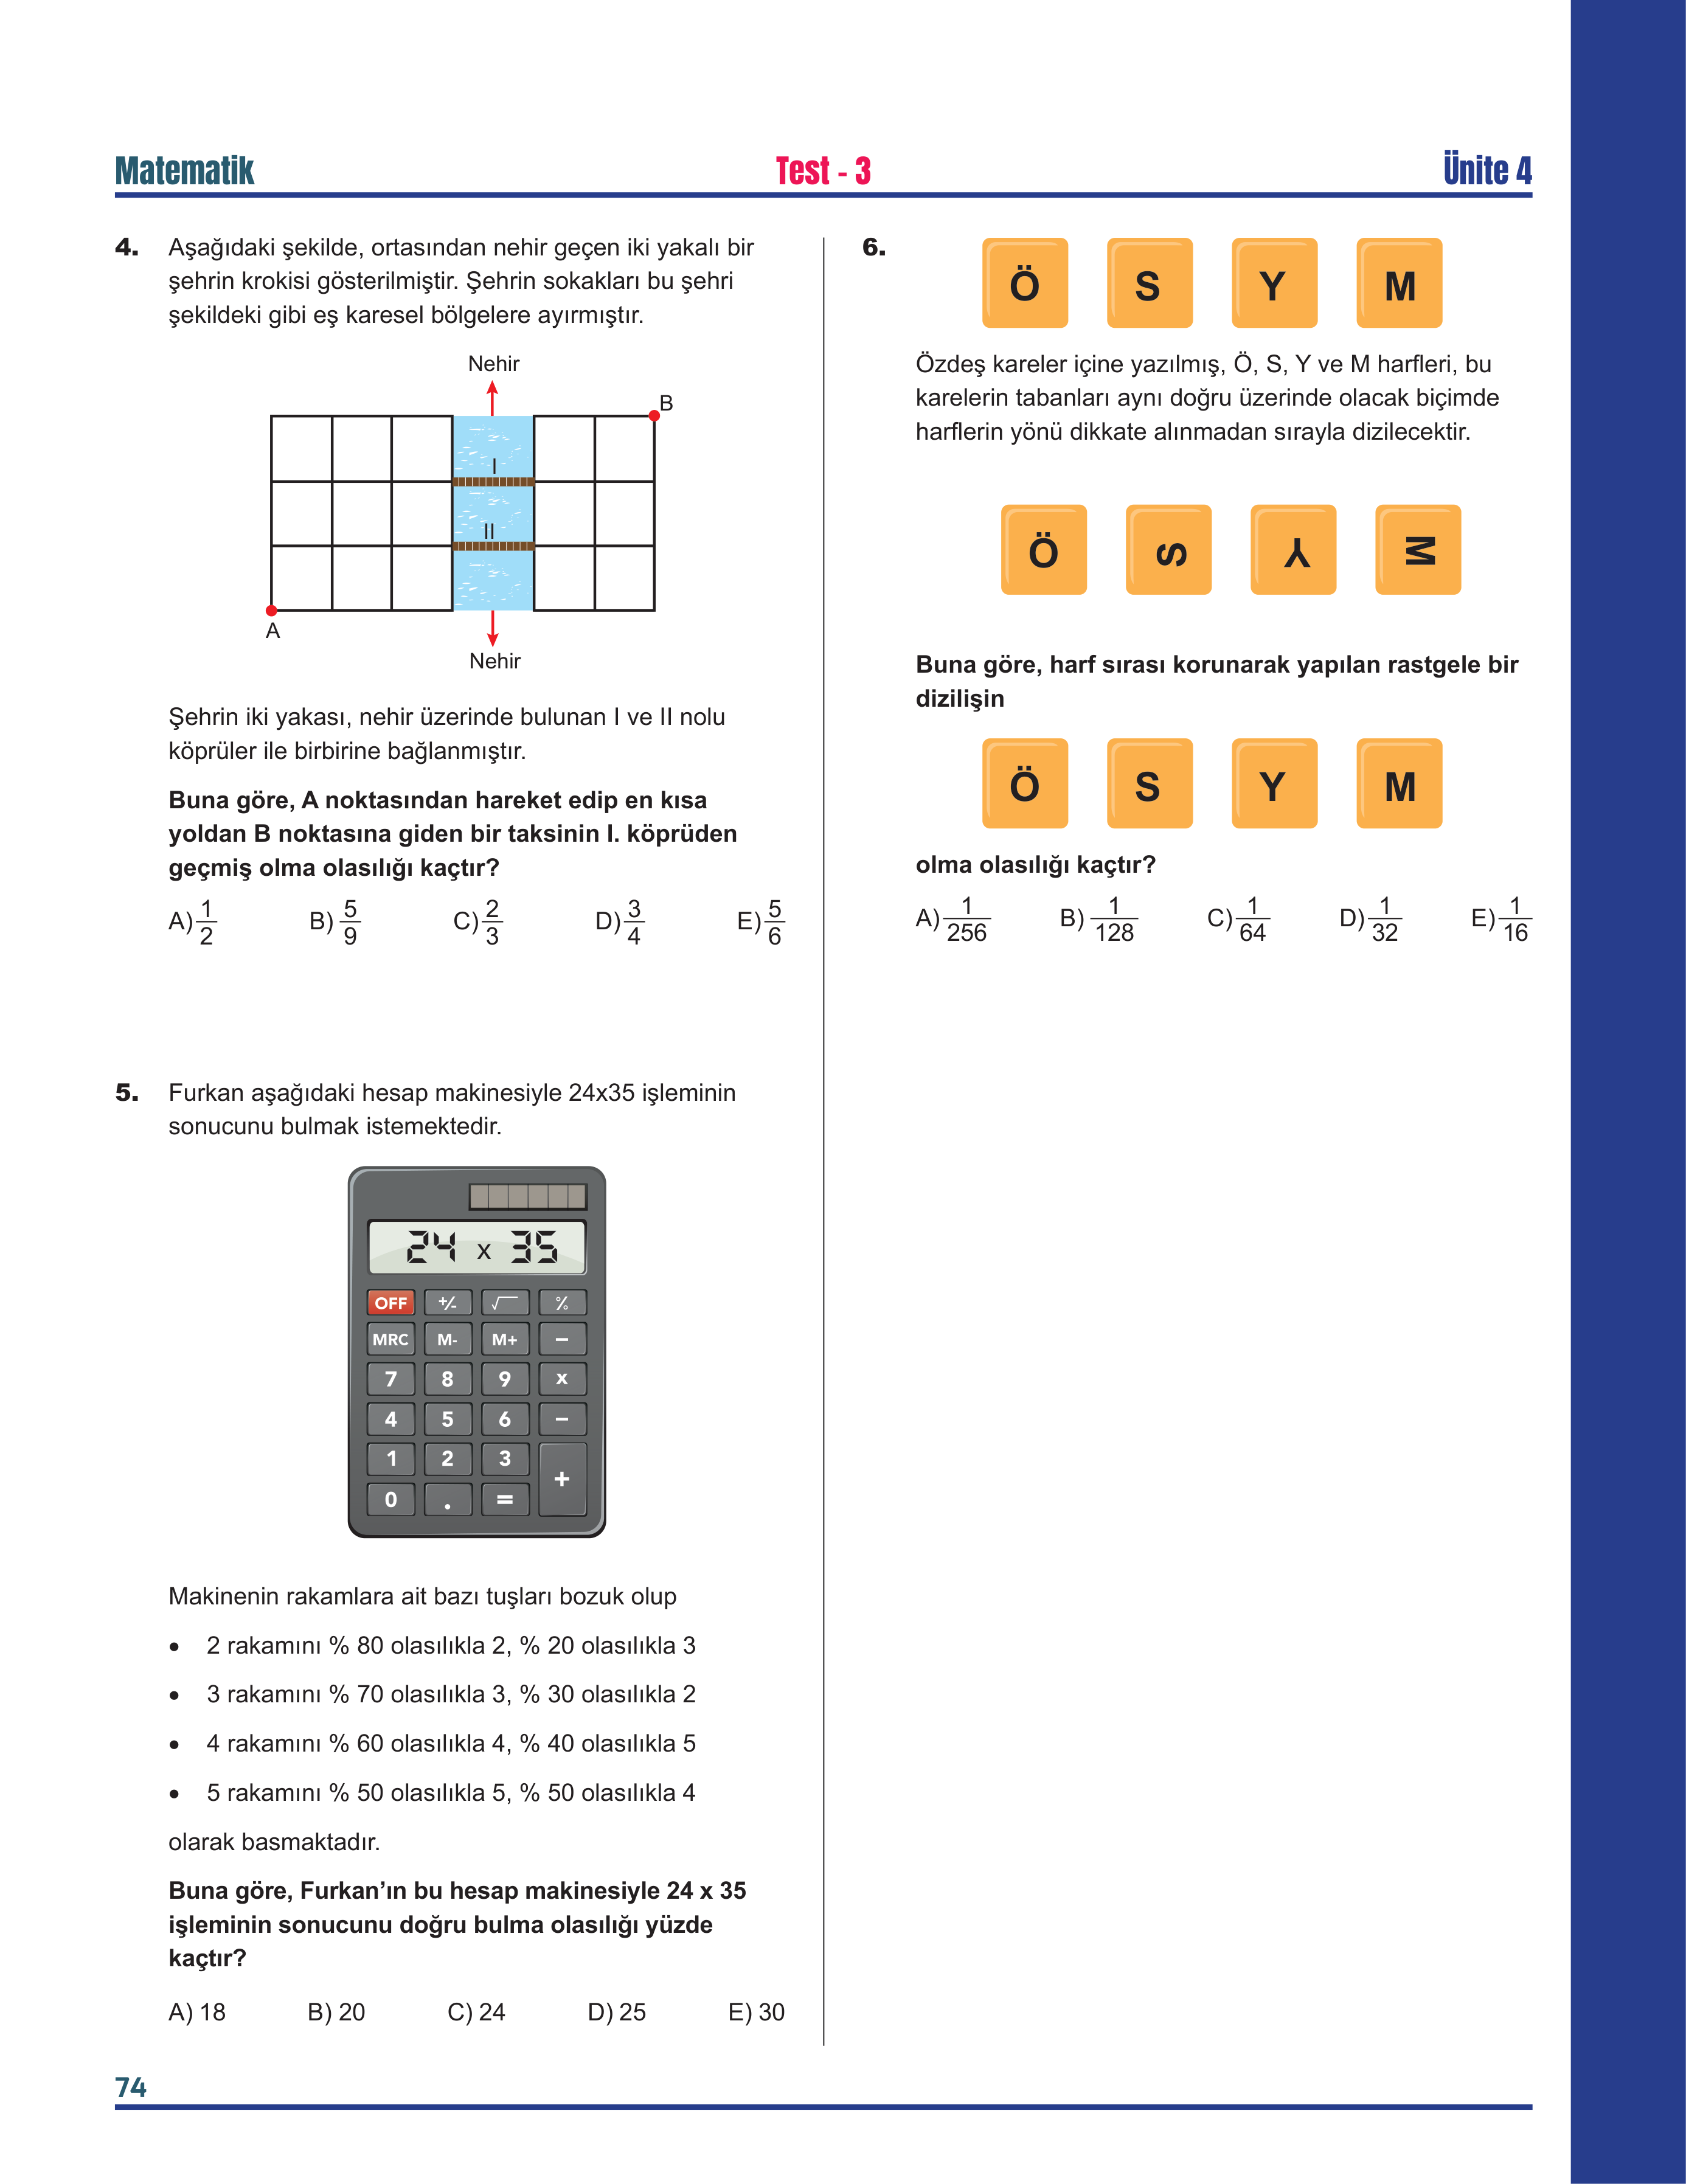 Matematik
Test - 3
Ünite 4
4.
Aşağıdaki şekilde, ortasından nehir geçen iki yakalı bir
şehrin krokisi gösterilmiştir. Şehrin sokakları bu şehri
şekildeki gibi eş karesel bölgelere ayırmıştır.
Nehir
B
I
II
A
Nehir
Şehrin iki yakası, nehir üzerinde bulunan I ve II nolu
köprüler ile birbirine bağlanmıştır.
Buna göre, A noktasından hareket edip en kısa
yoldan B noktasına giden bir taksinin I. köprüden
geçmiş olma olasılığı kaçtır?
A) 1/2 B) 5/9 C) 2/3 D) 3/4 E) 5/6
5.
Furkan aşağıdaki hesap makinesiyle 24x35 işleminin
sonucunu bulmak istemektedir.
24 x 35
OFF +/- √ %
MRC M- M+ −
7 8 9 x
4 5 6 −
1 2 3 +
0 . =
Makinenin rakamlara ait bazı tuşları bozuk olup
• 2 rakamını % 80 olasılıkla 2, % 20 olasılıkla 3
• 3 rakamını % 70 olasılıkla 3, % 30 olasılıkla 2
• 4 rakamını % 60 olasılıkla 4, % 40 olasılıkla 5
• 5 rakamını % 50 olasılıkla 5, % 50 olasılıkla 4
olarak basmaktadır.
Buna göre, Furkan’ın bu hesap makinesiyle 24 x 35
işleminin sonucunu doğru bulma olasılığı yüzde
kaçtır?
A) 18 B) 20 C) 24 D) 25 E) 30
6.
Ö S Y M
Özdeş kareler içine yazılmış, Ö, S, Y ve M harfleri, bu
karelerin tabanları aynı doğru üzerinde olacak biçimde
harflerin yönü dikkate alınmadan sırayla dizilecektir.
Ö S Y M
Buna göre, harf sırası korunarak yapılan rastgele bir
dizilişin
Ö S Y M
olma olasılığı kaçtır?
A) 1/256 B) 1/128 C) 1/64 D) 1/32 E) 1/16
74